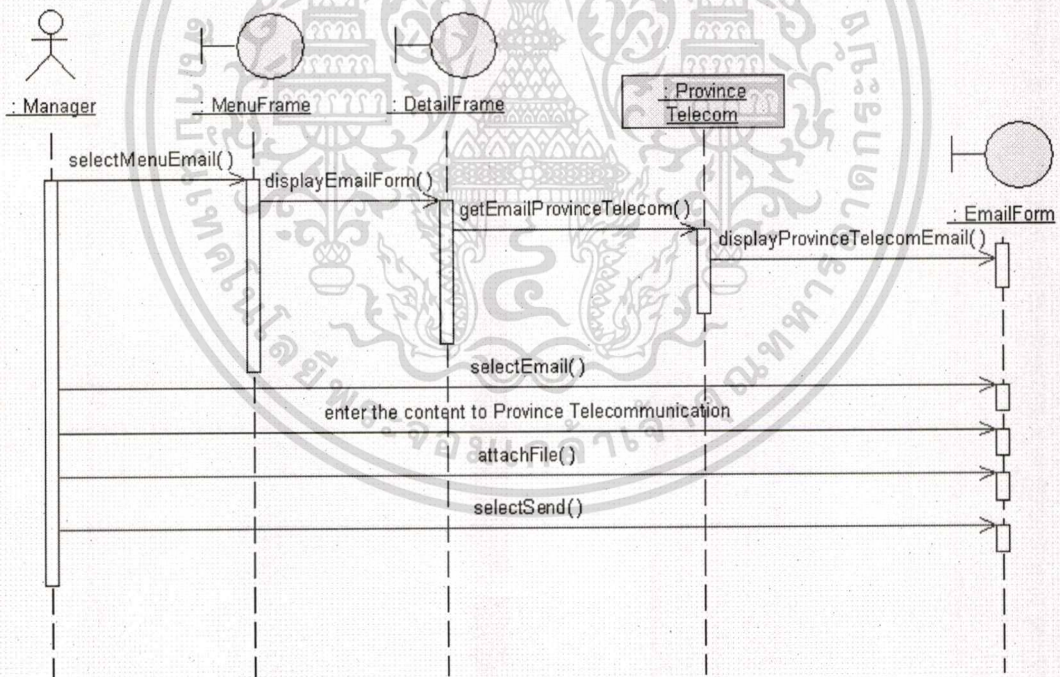 : Manager
: MenuFrame
: DetailFrame
: Province
Telecom
: EmailForm
selectMenuEmail()
displayEmailForm()
getEmailProvinceTelecom()
displayProvinceTelecomEmail()
selectEmail()
enter the content to Province Telecommunication
attachFile()
selectSend()